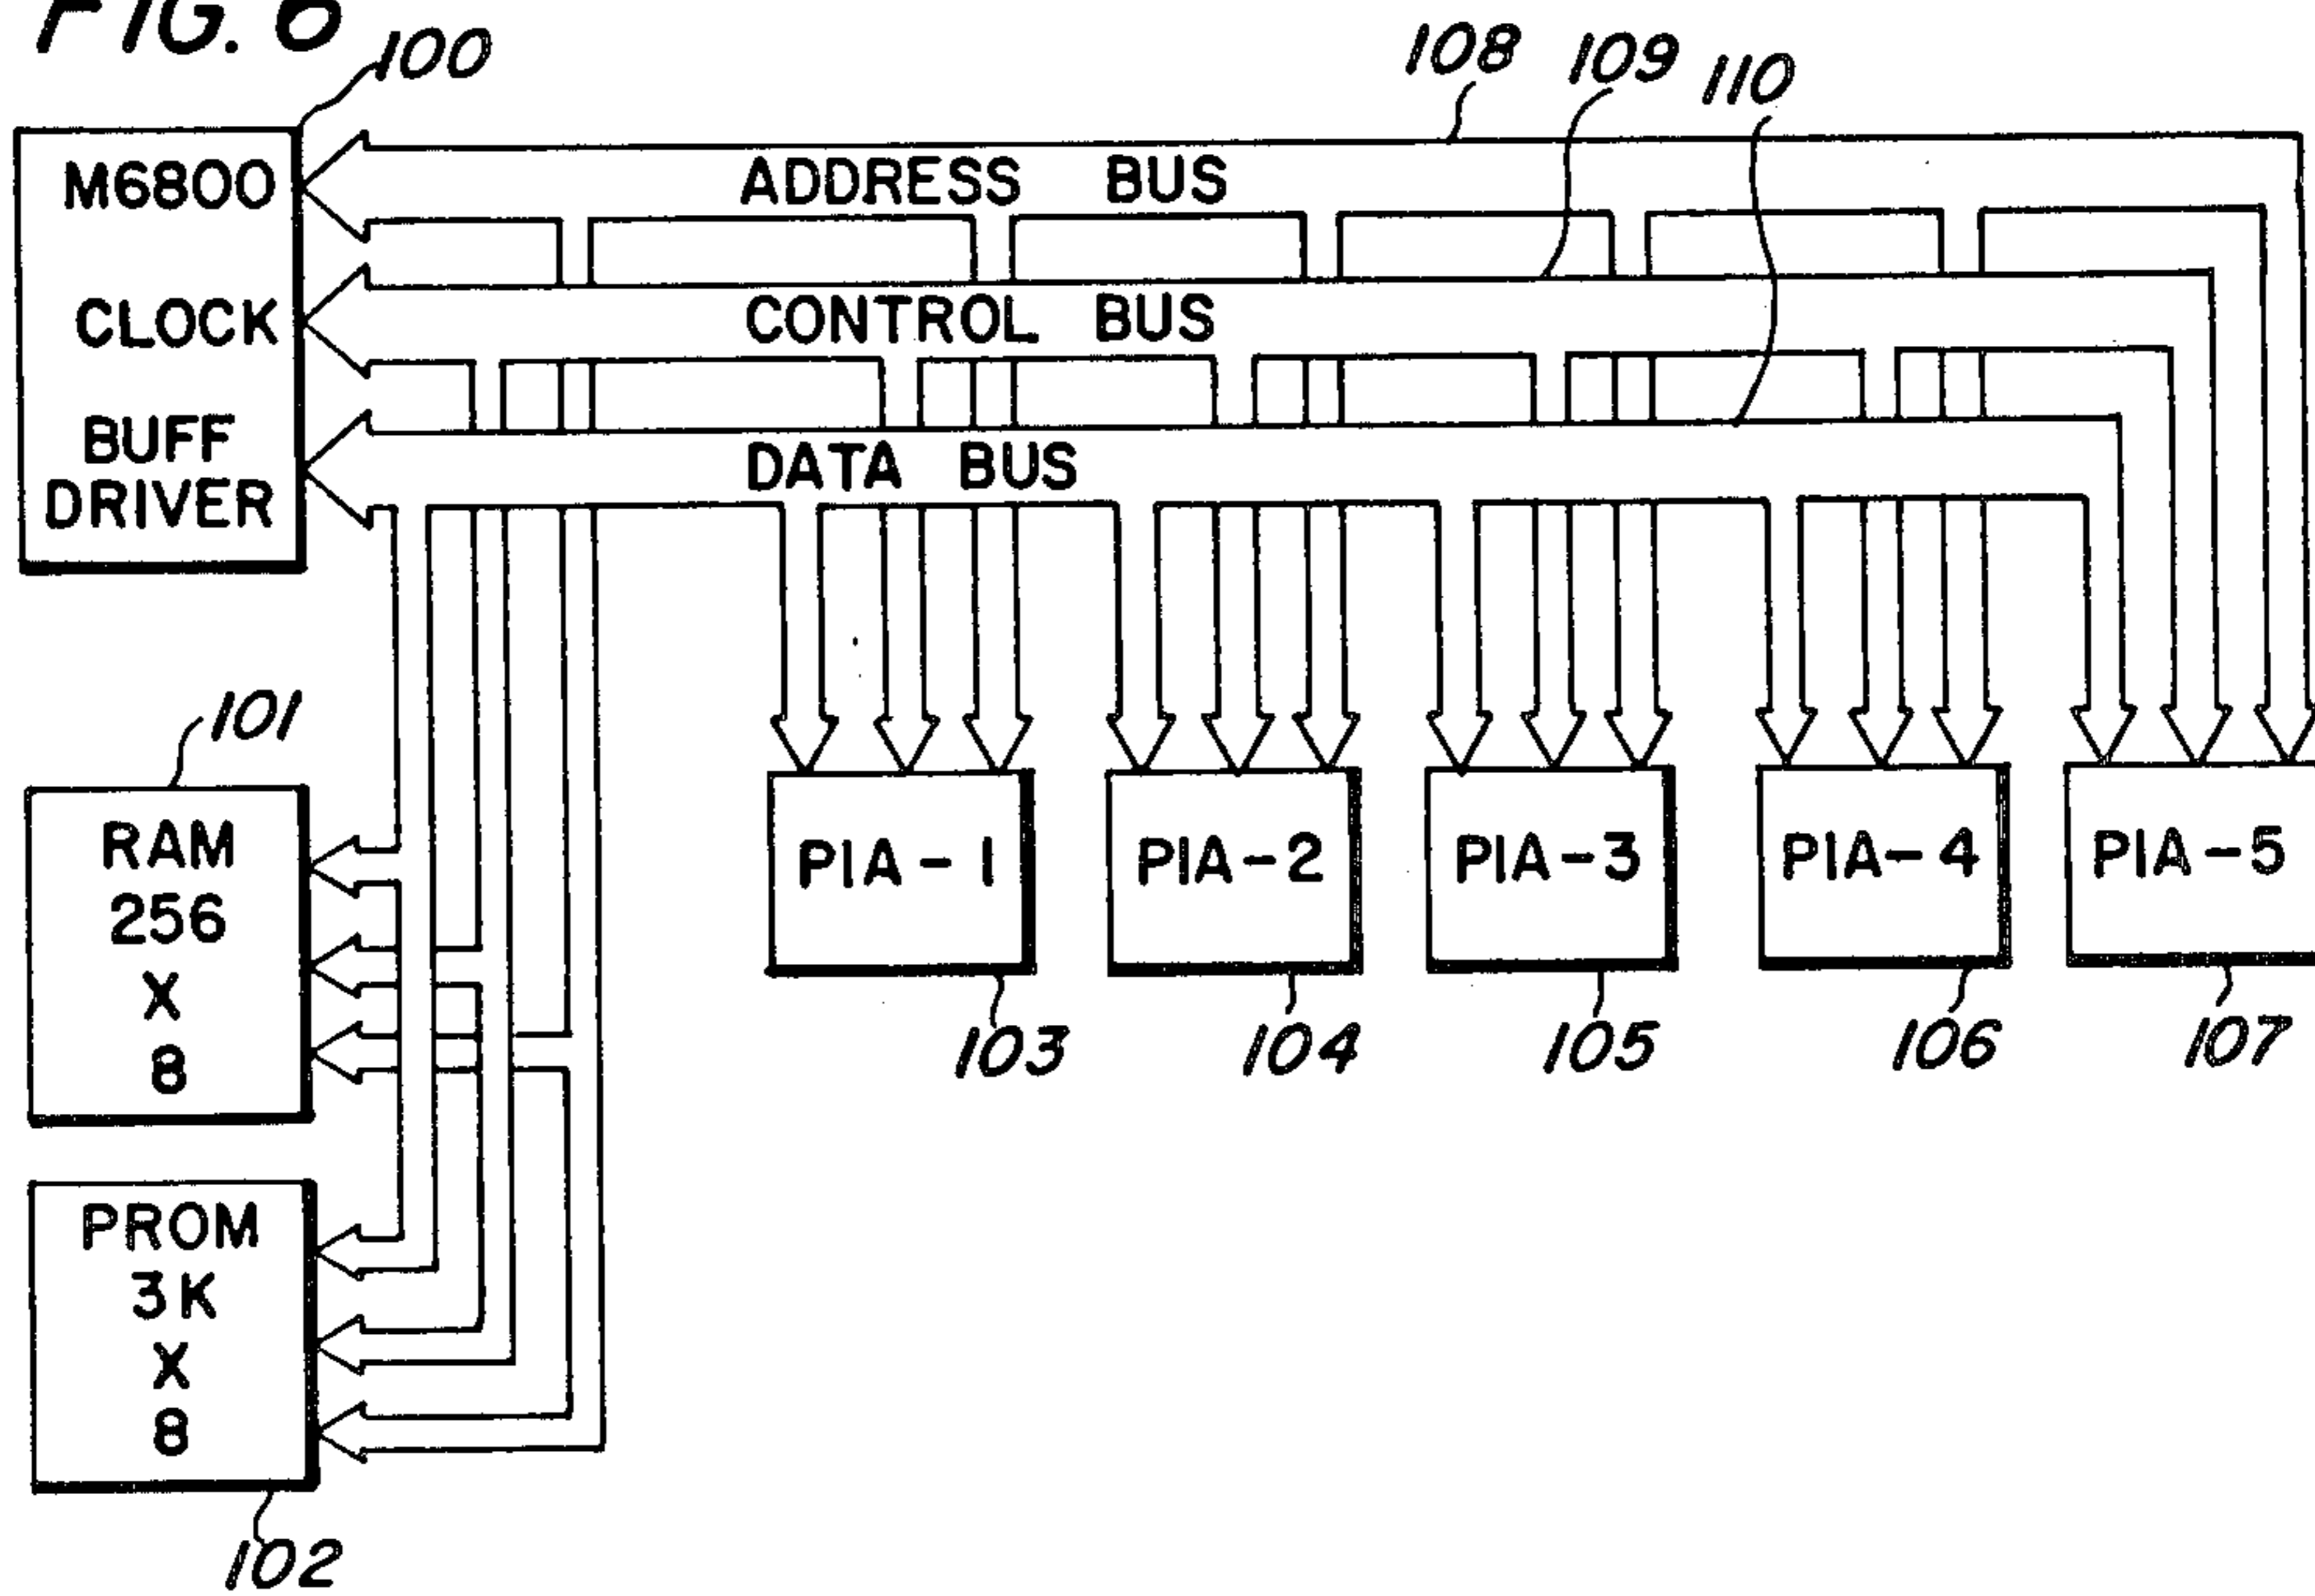 FIG. 6
100
108
109
110
M6800
CLOCK
BUFF
DRIVER
ADDRESS BUS
CONTROL BUS
DATA BUS
101
RAM
256
X
8
PROM
3K
X
8
102
PIA-1
PIA-2
PIA-3
PIA-4
PIA-5
103
104
105
106
107